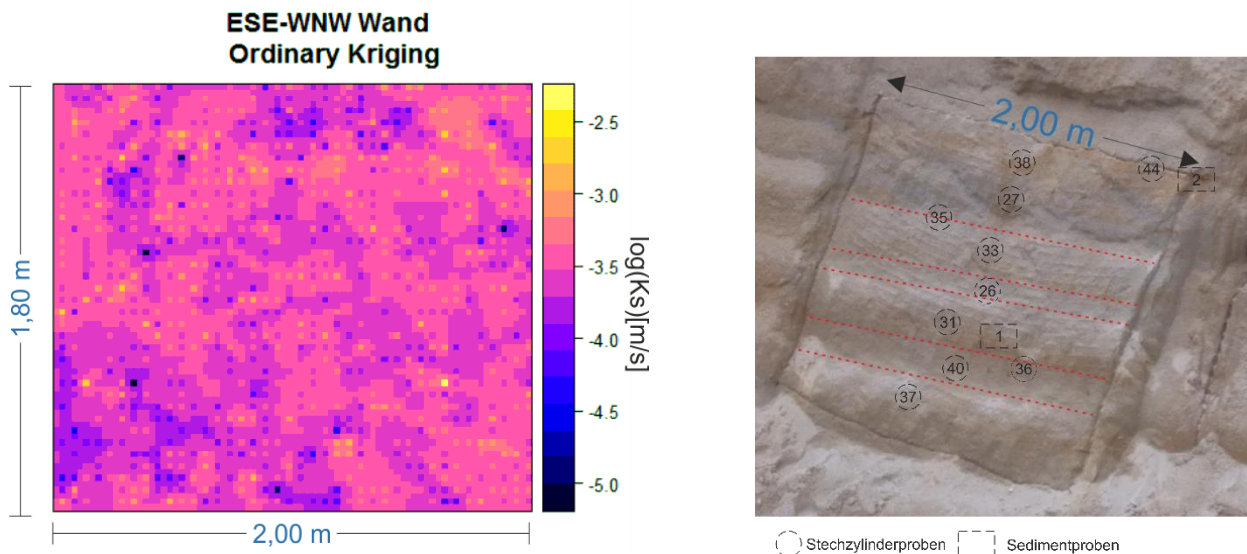 ESE-WNW Wand
Ordinary Kriging
1,80 m
2,00 m
-2.5
-3.0
-3.5
-4.0
-4.5
-5.0
log(Ks)[m/s]
2,00 m
38
44
2
27
35
33
26
31
1
40
36
37
Stechzylinderproben
Sedimentproben